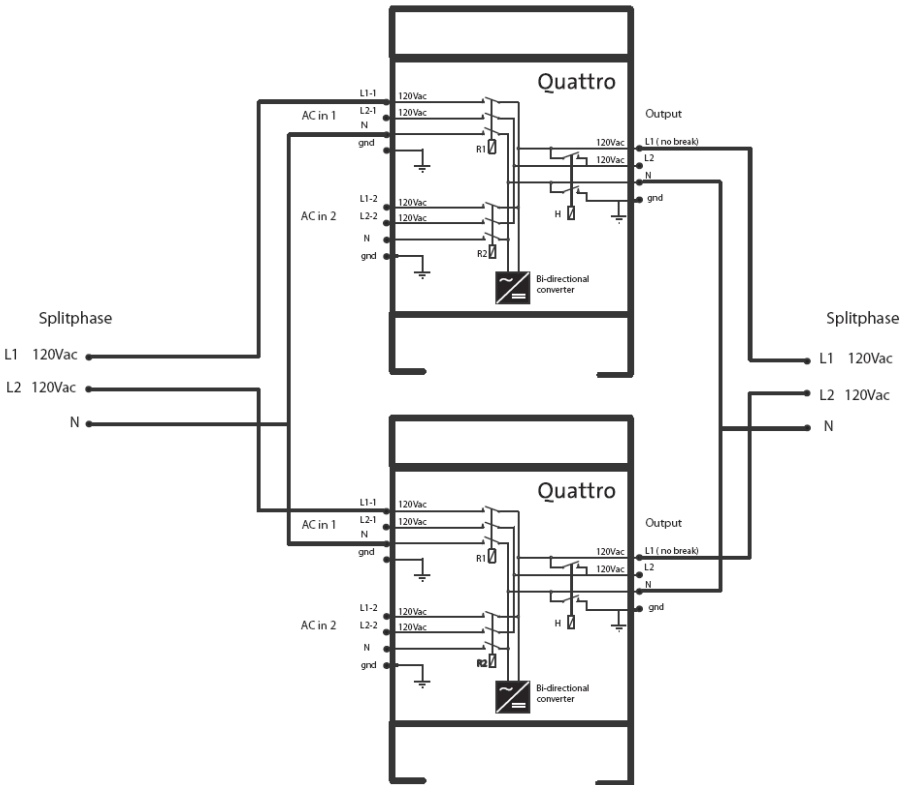 Quattro
L1-1 120Vac
AC in 1
L2-1 120Vac
N
gnd
R1
Output
120Vac L1 ( no break)
120Vac L2
N
gnd
H
L1-2 120Vac
AC in 2
L2-2 120Vac
N
gnd
R2
Bi-directional
converter
Splitphase
L1 120Vac
L2 120Vac
N
Splitphase
L1 120Vac
L2 120Vac
N
Quattro
L1-1 120Vac
AC in 1
L2-1 120Vac
N
gnd
R1
Output
120Vac L1 ( no break)
120Vac L2
N
gnd
H
L1-2 120Vac
AC in 2
L2-2 120Vac
N
gnd
R2
Bi-directional
converter